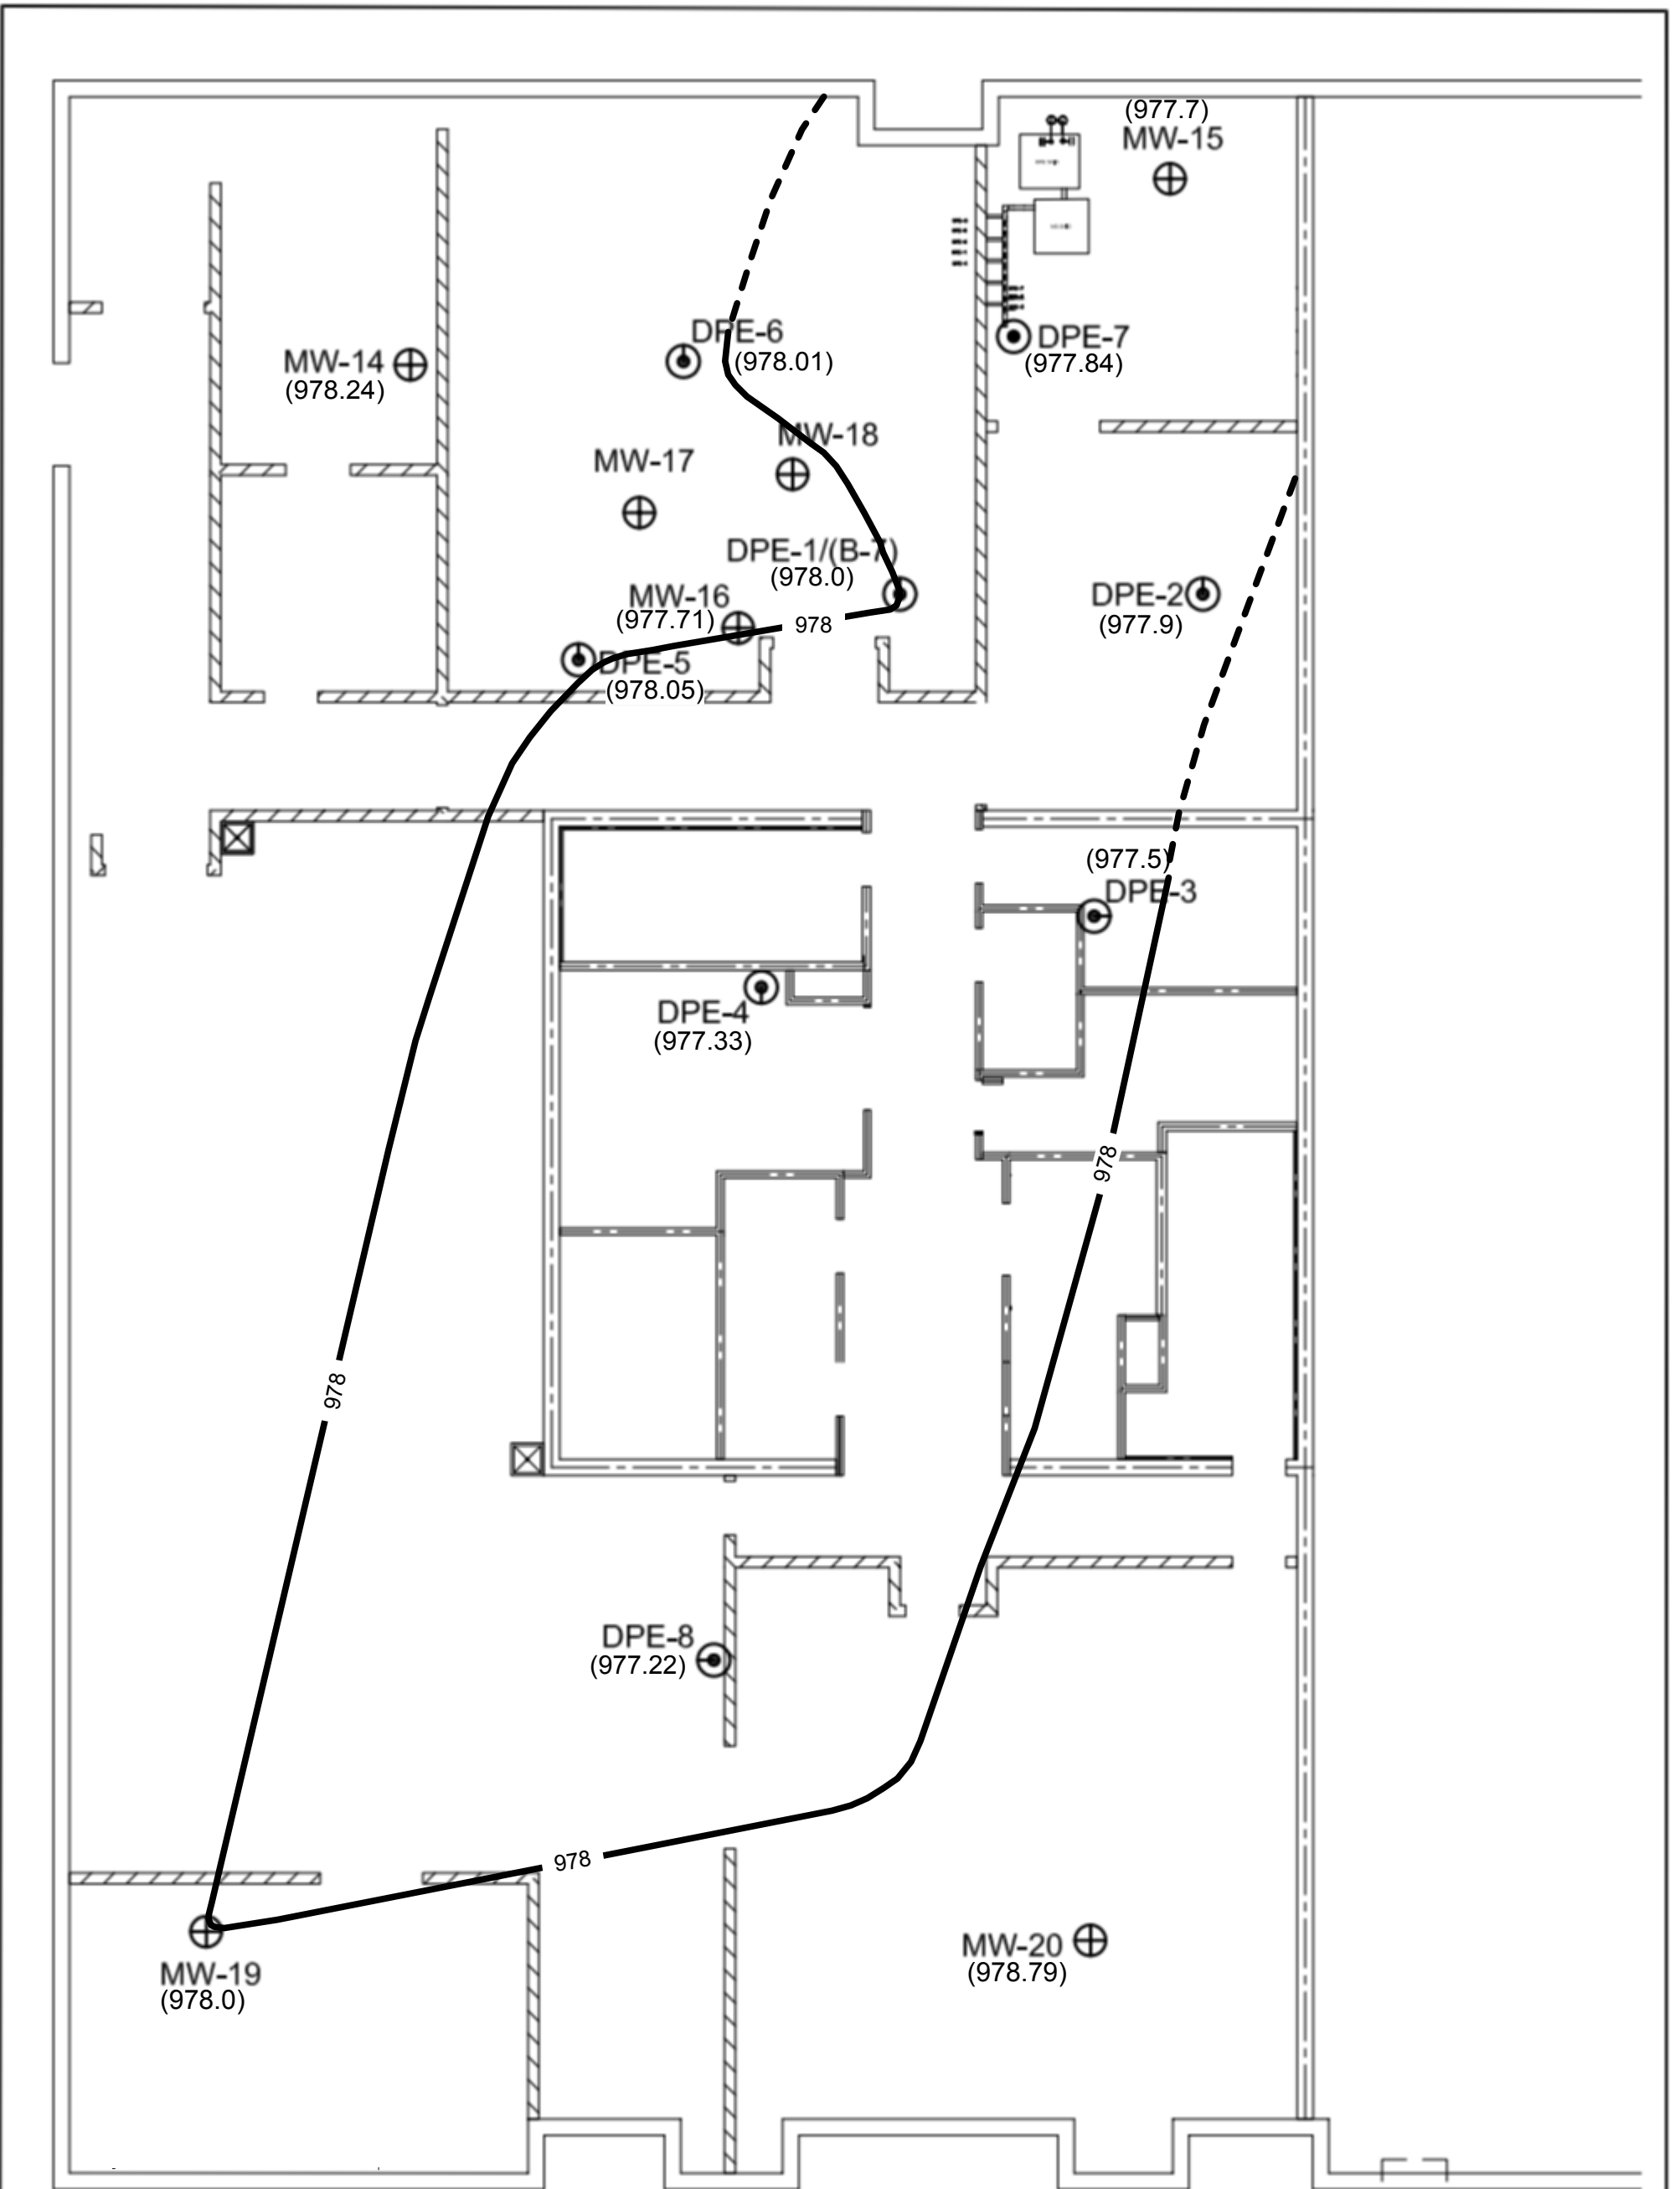 (977.7)
MW-15
DPE-6
(978.01)
DPE-7
(977.84)
MW-14
(978.24)
MW-18
MW-17
DPE-1/(B-7)
(978.0)
MW-16
(977.71)
978
DPE-2
(977.9)
DPE-5
(978.05)
(977.5)
DPE-3
DPE-4
(977.33)
978
978
DPE-8
(977.22)
978
MW-20
(978.79)
MW-19
(978.0)